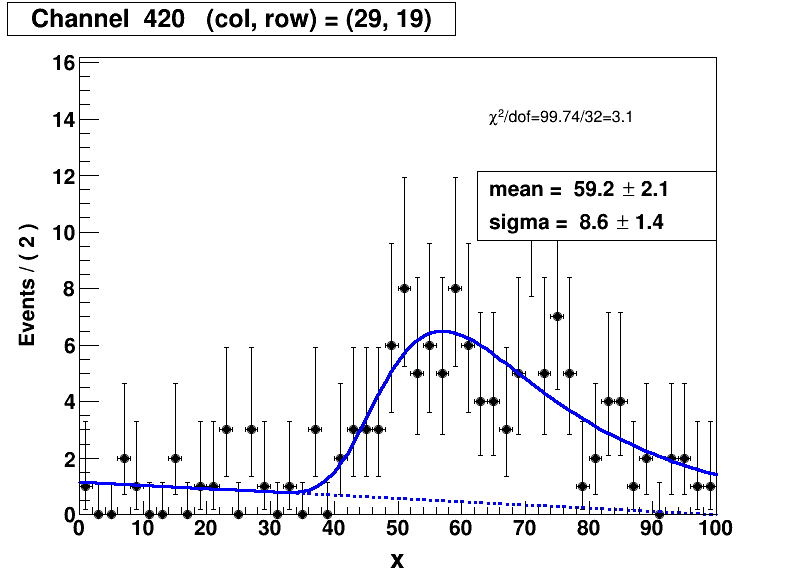 Channel 420 (col, row) = (29, 19)
χ²/dof=99.74/32=3.1
mean = 59.2 ± 2.1
sigma = 8.6 ± 1.4
Events / ( 2 )
16
14
12
10
8
6
4
2
0
0 10 20 30 40 50 60 70 80 90 100
x